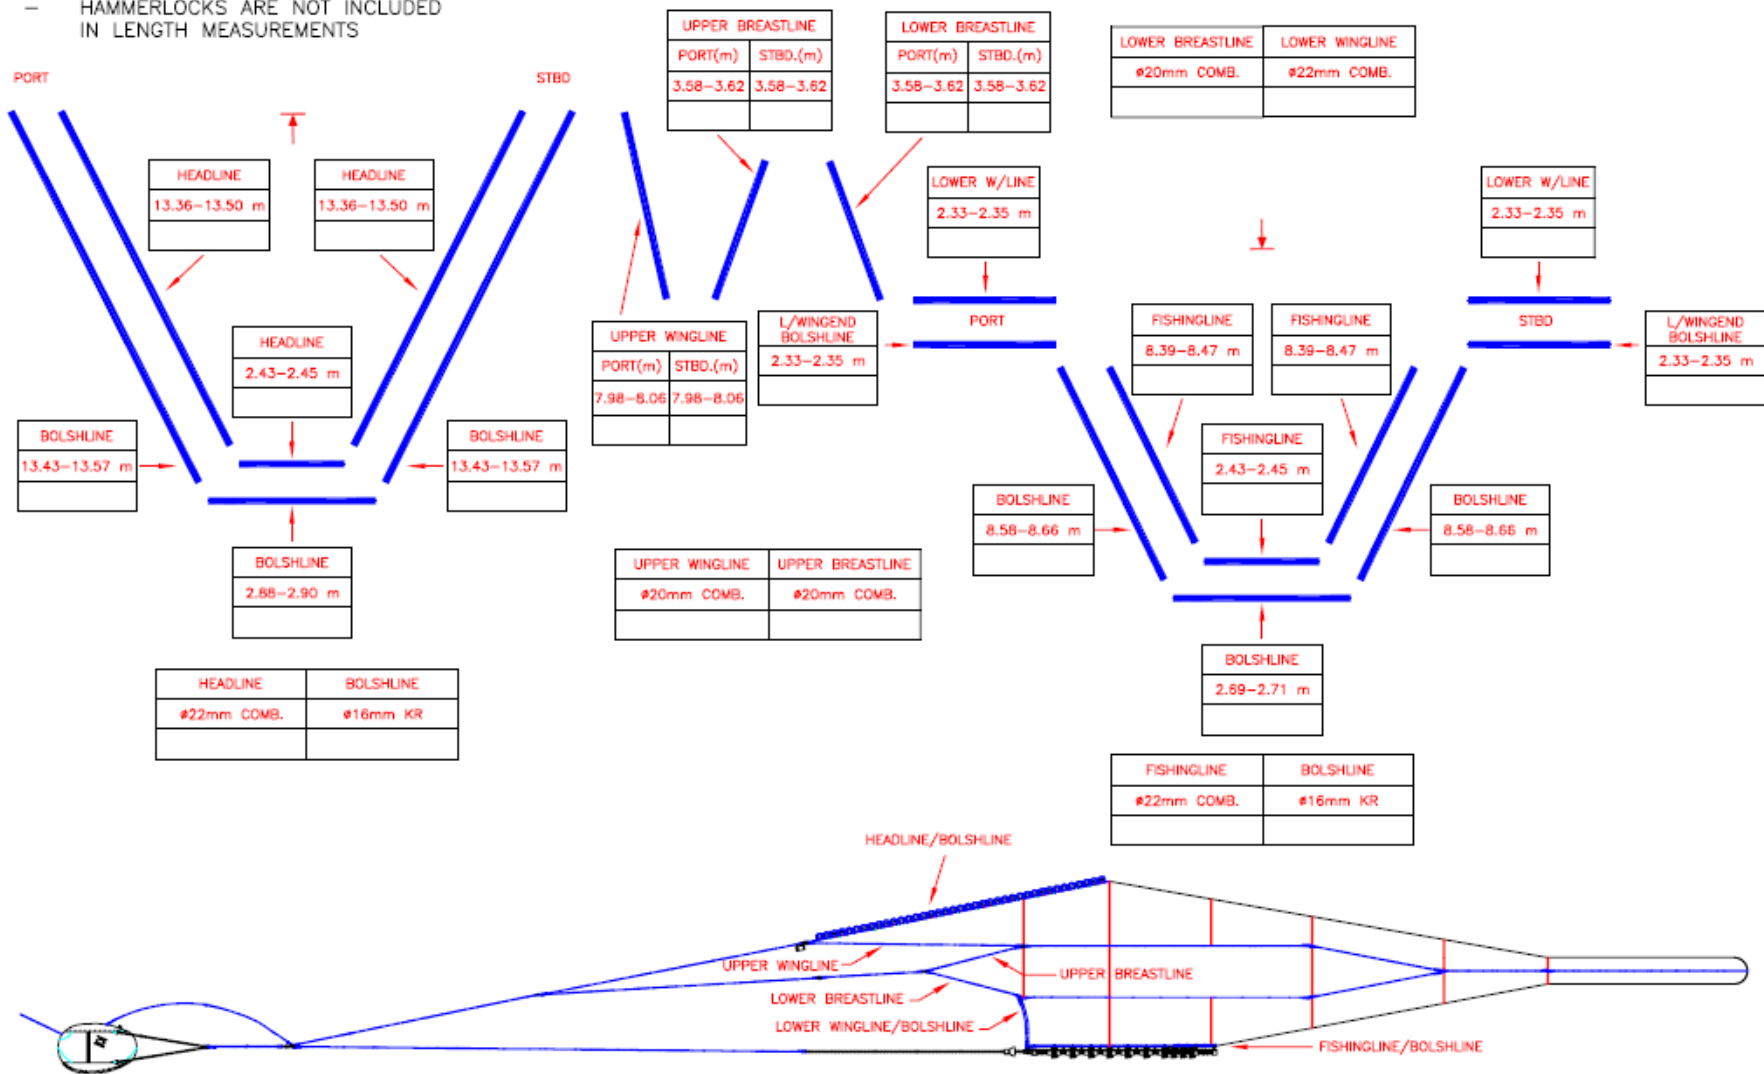 – HAMMERLOCKS ARE NOT INCLUDED
IN LENGTH MEASUREMENTS
PORT
STBD
HEADLINE
13.36–13.50 m
HEADLINE
13.36–13.50 m
HEADLINE
2.43–2.45 m
BOLSHLINE
13.43–13.57 m
BOLSHLINE
13.43–13.57 m
BOLSHLINE
2.88–2.90 m
HEADLINE BOLSHLINE
ø22mm COMB. ø16mm KR
UPPER BREASTLINE
PORT(m) STBD.(m)
3.58–3.62 3.58–3.62
LOWER BREASTLINE
PORT(m) STBD.(m)
3.58–3.62 3.58–3.62
UPPER WINGLINE
PORT(m) STBD.(m)
7.98–8.06 7.98–8.06
UPPER WINGLINE UPPER BREASTLINE
ø20mm COMB. ø20mm COMB.
LOWER BREASTLINE LOWER WINGLINE
ø20mm COMB. ø22mm COMB.
LOWER W/LINE
2.33–2.35 m
LOWER W/LINE
2.33–2.35 m
L/WINGEND
BOLSHLINE
2.33–2.35 m
PORT
STBD
L/WINGEND
BOLSHLINE
2.33–2.35 m
FISHINGLINE
8.39–8.47 m
FISHINGLINE
8.39–8.47 m
FISHINGLINE
2.43–2.45 m
BOLSHLINE
8.58–8.66 m
BOLSHLINE
8.58–8.66 m
BOLSHLINE
2.69–2.71 m
FISHINGLINE BOLSHLINE
ø22mm COMB. ø16mm KR
HEADLINE/BOLSHLINE
UPPER WINGLINE
UPPER BREASTLINE
LOWER BREASTLINE
LOWER WINGLINE/BOLSHLINE
FISHINGLINE/BOLSHLINE